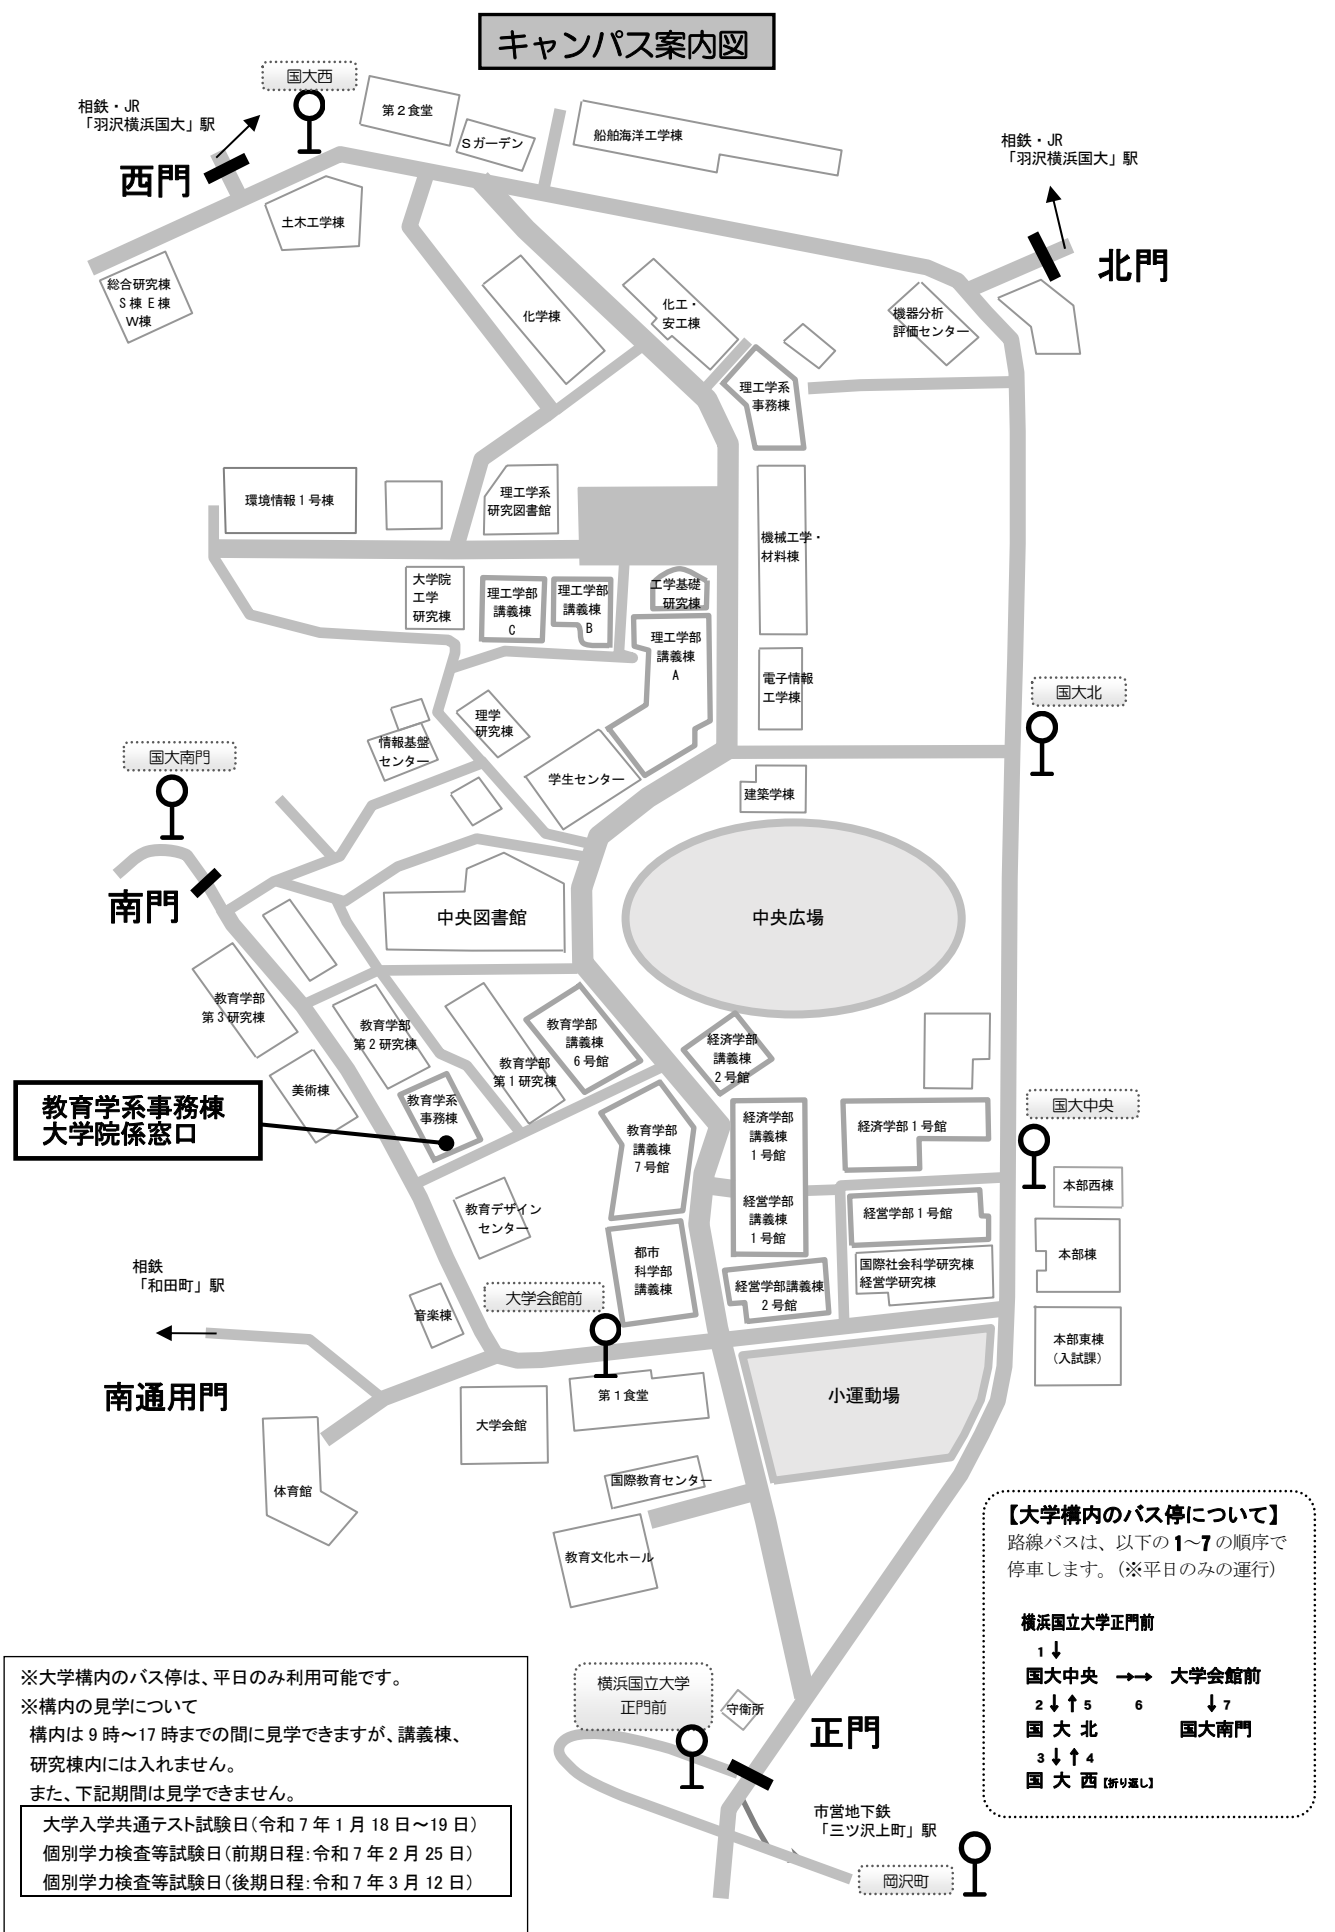 キャンパス案内図
国大西
相鉄・JR
「羽沢横浜国大」駅
西門
第2食堂
Sガーデン
船舶海洋工学棟
相鉄・JR
「羽沢横浜国大」駅
北門
土木工学棟
総合研究棟
S棟 E棟
W棟
化学棟
化工・
安工棟
機器分析
評価センター
理工学系
事務棟
環境情報1号棟
理工学系
研究図書館
機械工学・
材料棟
大学院
工学
研究棟
理工学部
講義棟
C
理工学部
講義棟
B
工学基礎
研究棟
理工学部
講義棟
A
電子情報
工学棟
国大北
理学
研究棟
情報基盤
センター
学生センター
国大南門
建築学棟
南門
中央図書館
中央広場
教育学部
第3研究棟
教育学部
第2研究棟
教育学部
第1研究棟
教育学部
講義棟
6号館
経済学部
講義棟
2号館
美術棟
教育学系
事務棟
教育学系事務棟
大学院係窓口
教育学部
講義棟
7号館
経済学部
講義棟
1号館
経営学部
講義棟
1号館
経済学部1号館
国大中央
本部西棟
教育デザイン
センター
都市
科学部
講義棟
経営学部1号館
国際社会科学研究棟
経営学研究棟
本部棟
経営学部講義棟
2号館
相鉄
「和田町」駅
大学会館前
音楽棟
本部東棟
(入試課)
南通用門
大学会館
第1食堂
小運動場
体育館
国際教育センター
教育文化ホール
【大学構内のバス停について】
路線バスは、以下の1～7の順序で
停車します。(※平日のみの運行)
横浜国立大学正門前
1↓
国大中央 →→ 大学会館前
2↓↑5 6 ↓7
国大北 国大南門
3↓↑4
国大西【折り返し】
横浜国立大学
正門前
守衛所
正門
市営地下鉄
「三ツ沢上町」駅
岡沢町
※大学構内のバス停は、平日のみ利用可能です。
※構内の見学について
構内は9時～17時までの間に見学できますが、講義棟、
研究棟内には入れません。
また、下記期間は見学できません。
大学入学共通テスト試験日(令和7年1月18日～19日)
個別学力検査等試験日(前期日程:令和7年2月25日)
個別学力検査等試験日(後期日程:令和7年3月12日)